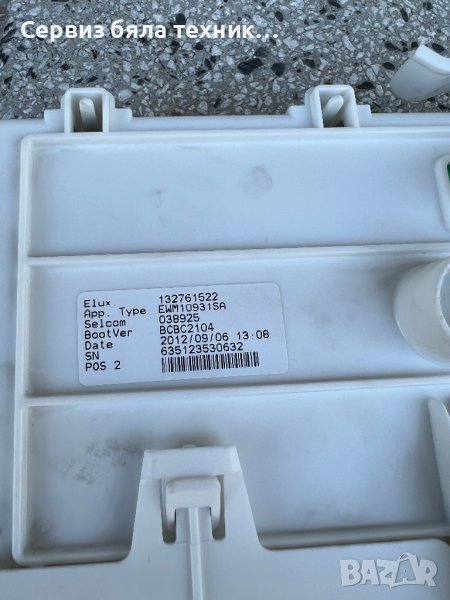 Сервиз бяла техник...
Elux. 132761522
App. Type EWM10931SA
Selcom 038925
BootVer BCBC2104
Date 2012/09/06 13:08
SN 635123530632
POS 2
BAZAR